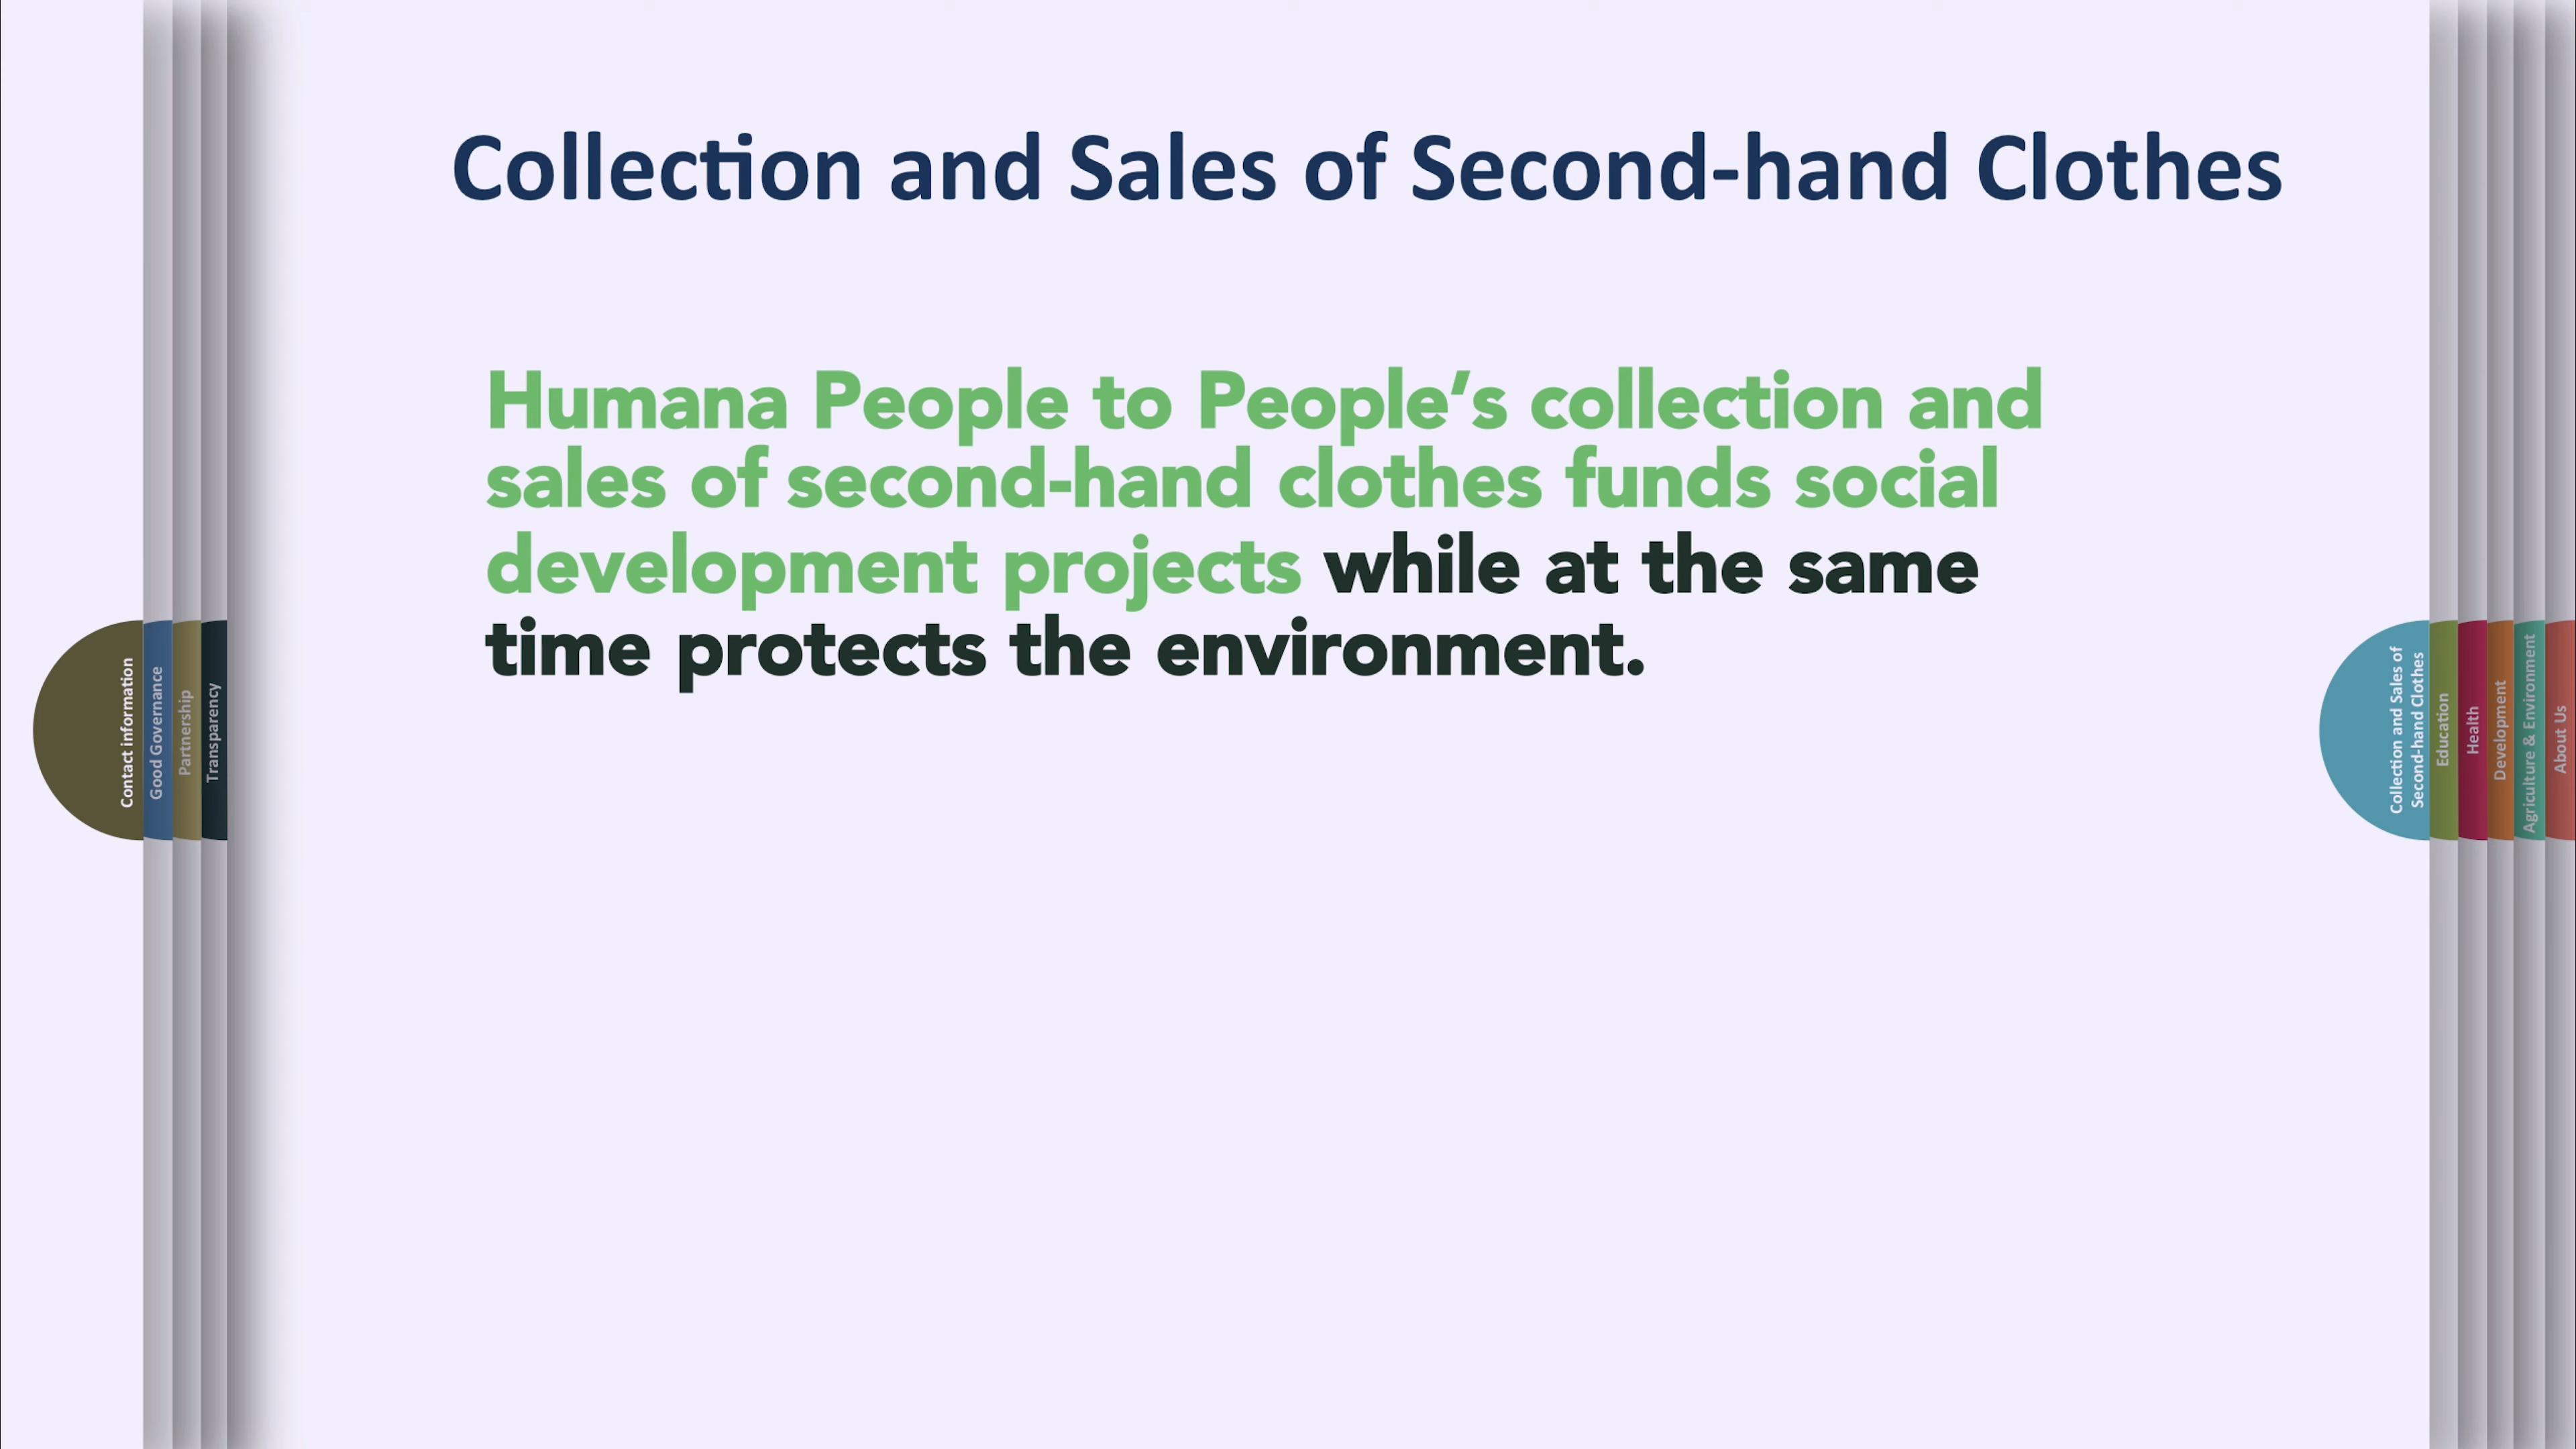 Collection and Sales of Second-hand Clothes
Humana People to People’s collection and
sales of second-hand clothes funds social
development projects while at the same
time protects the environment.
Contact information
Good Governance
Partnership
Transparency
Collection and Sales of
Second-hand Clothes
Education
Health
Development
Agriculture & Environment
About Us